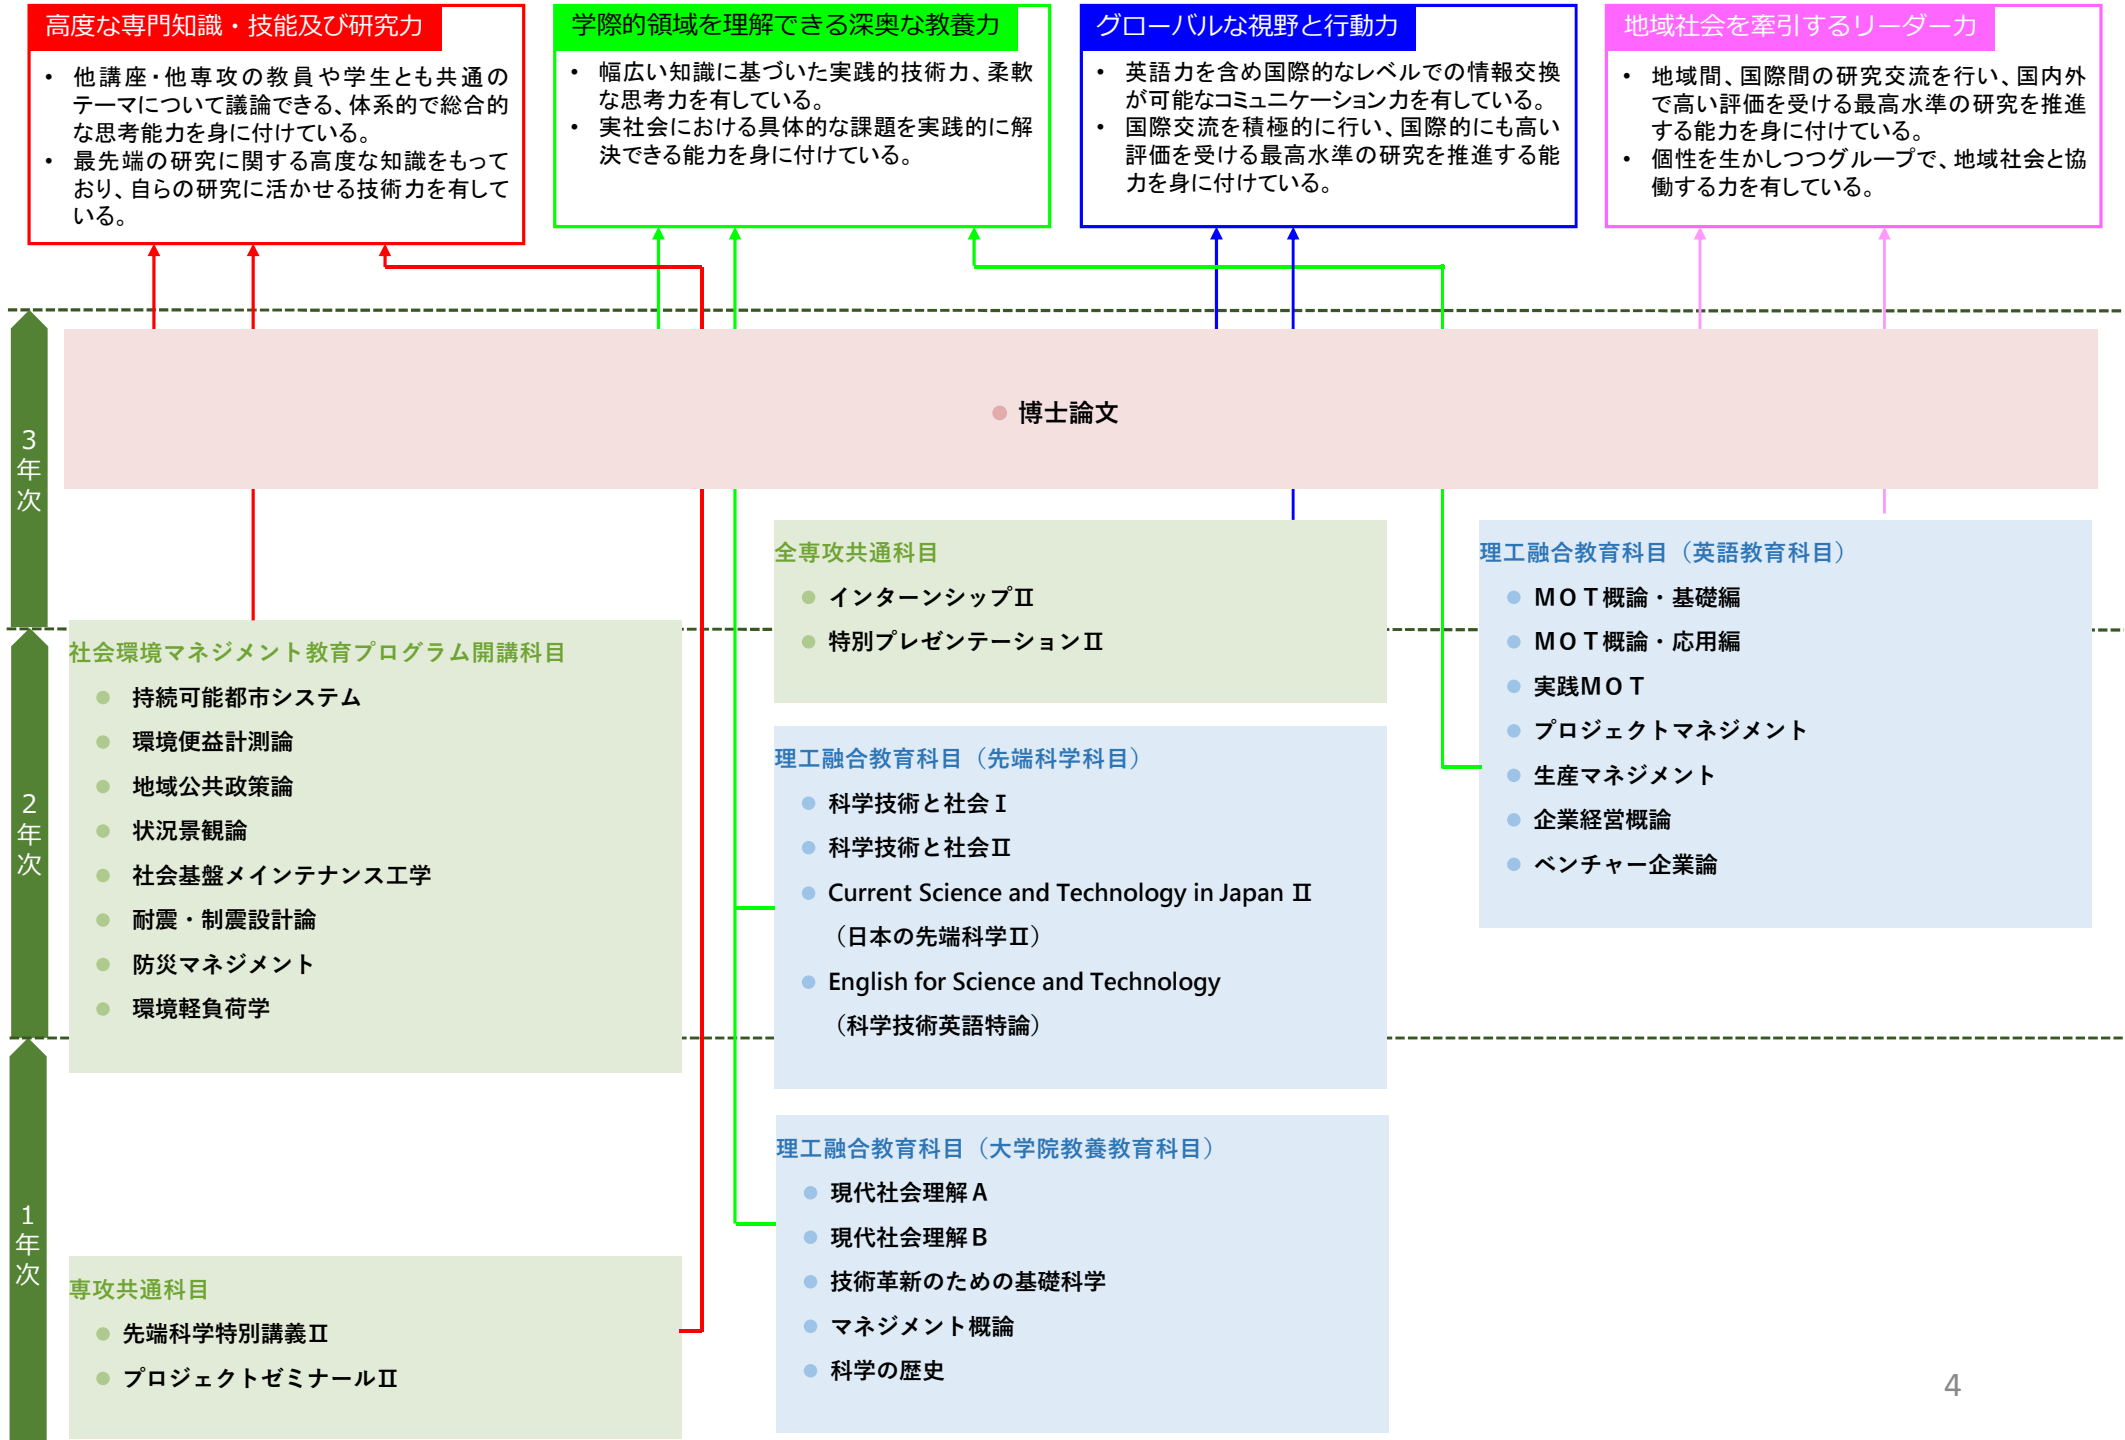 高度な専門知識・技能及び研究力
• 他講座・他専攻の教員や学生とも共通の
テーマについて議論できる、体系的で総合的
な思考能力を身に付けている。
• 最先端の研究に関する高度な知識をもって
おり、自らの研究に活かせる技術力を有して
いる。
学際的領域を理解できる深奥な教養力
• 幅広い知識に基づいた実践的技術力、柔軟
な思考力を有している。
• 実社会における具体的な課題を実践的に解
決できる能力を身に付けている。
グローバルな視野と行動力
• 英語力を含め国際的なレベルでの情報交換
が可能なコミュニケーション力を有している。
• 国際交流を積極的に行い、国際的にも高い
評価を受ける最高水準の研究を推進する能
力を身に付けている。
地域社会を牽引するリーダー力
• 地域間、国際間の研究交流を行い、国内外
で高い評価を受ける最高水準の研究を推進
する能力を身に付けている。
• 個性を生かしつつグループで、地域社会と協
働する力を有している。
3年次
● 博士論文
全専攻共通科目
● インターンシップⅡ
● 特別プレゼンテーションⅡ
理工融合教育科目（英語教育科目）
● ＭＯＴ概論・基礎編
● ＭＯＴ概論・応用編
● 実践ＭＯＴ
● プロジェクトマネジメント
● 生産マネジメント
● 企業経営概論
● ベンチャー企業論
2年次
社会環境マネジメント教育プログラム開講科目
● 持続可能都市システム
● 環境便益計測論
● 地域公共政策論
● 状況景観論
● 社会基盤メインテナンス工学
● 耐震・制震設計論
● 防災マネジメント
● 環境軽負荷学
理工融合教育科目（先端科学科目）
● 科学技術と社会Ⅰ
● 科学技術と社会Ⅱ
● Current Science and Technology in Japan Ⅱ
（日本の先端科学Ⅱ）
● English for Science and Technology
（科学技術英語特論）
1年次
理工融合教育科目（大学院教養教育科目）
● 現代社会理解Ａ
● 現代社会理解Ｂ
● 技術革新のための基礎科学
● マネジメント概論
● 科学の歴史
専攻共通科目
● 先端科学特別講義Ⅱ
● プロジェクトゼミナールⅡ
4